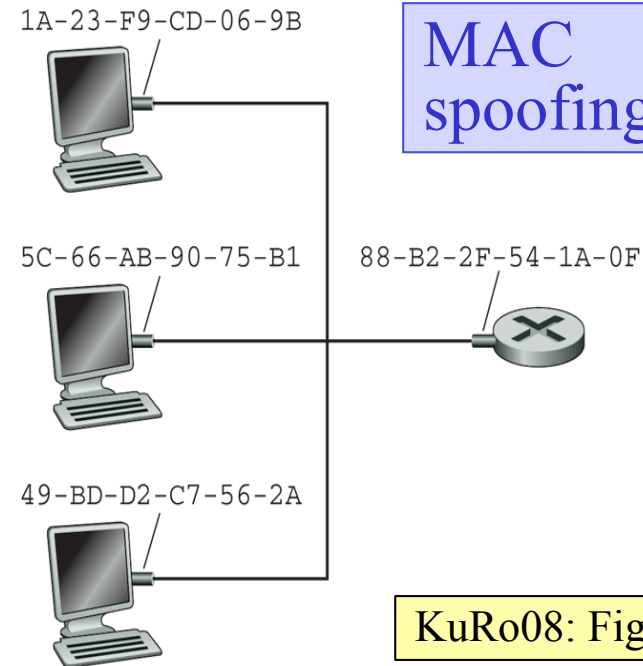 1A-23-F9-CD-06-9B
MAC
spoofing
5C-66-AB-90-75-B1
88-B2-2F-54-1A-0F
49-BD-D2-C7-56-2A
KuRo08: Fig